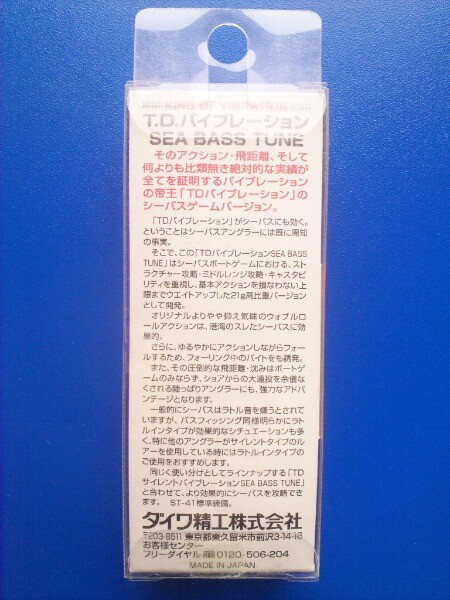 KING OF VIBRATION
T.D.バイブレーション
SEA BASS TUNE
そのアクション・飛距離、そして
何よりも比類無き絶対的な実績が
全てを証明するバイブレーション
の帝王「TDバイブレーション」の
シーバスゲームバージョン。
「TDバイブレーション」がシーバスにも効く。
ということはシーバスアングラーには既に周知
の事実。
そこで、この「TDバイブレーションSEA BASS
TUNE」はシーバスボートゲームにおける、スト
ラクチャー攻略・ミドルレンジ攻略・キャスタビ
リティを重視し、基本アクションを損なわない上
限までウエイトアップした21g高比重バージョン
として開発。
オリジナルよりやや抑え気味のウォブルロ
ールアクションは、港湾のスレたシーバスに効
果的。
さらに、ゆるやかにアクションしながらフォー
ルするため、フォーリング中のバイトをも誘発。
また、その圧倒的な飛距離・沈みはボートゲ
ームのみならず、ショアからの大遠投を余儀な
くされる陸っぱりアングラーにも、強力なアドバ
ンテージとなります。
一般的にシーバスはラトル音を嫌うとされて
いますが、バスフィッシング同様明らかにラト
ルインタイプが効果的なシチュエーションも多
く、特に他のアングラーがサイレントタイプのル
アーを使用している時にはラトルインタイプの
ご使用をおすすめします。
同じく使い分けとしてラインナップする「TD
サイレントバイブレーションSEA BASS TUNE」
と合わせて、より効果的にシーバスを攻略でき
ます。 ST-41標準装備。
ダイワ精工株式会社
〒203-8511 東京都東久留米市前沢3-14-16
お客様センター
フリーダイヤル 0120-506-204
MADE IN JAPAN